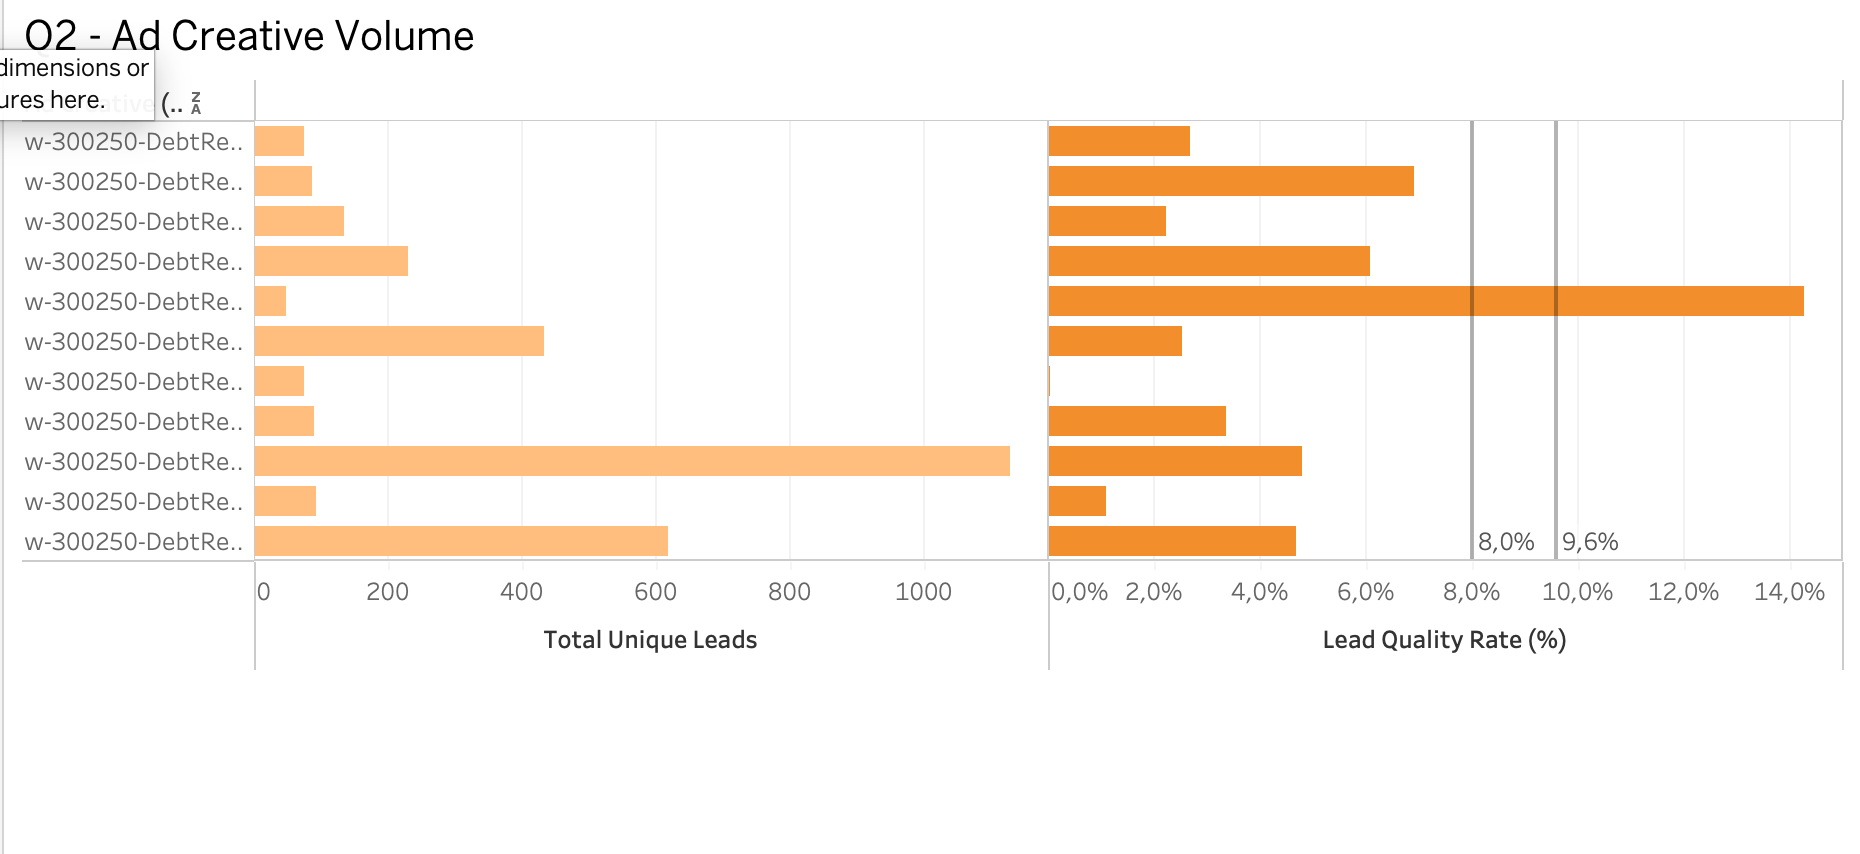 O2 - Ad Creative Volume
dimensions or
ures here.
(..
w-300250-DebtRe..
w-300250-DebtRe..
w-300250-DebtRe..
w-300250-DebtRe..
w-300250-DebtRe..
w-300250-DebtRe..
w-300250-DebtRe..
w-300250-DebtRe..
w-300250-DebtRe..
w-300250-DebtRe..
w-300250-DebtRe..
8,0% 9,6%
0 200 400 600 800 1000
0,0% 2,0% 4,0% 6,0% 8,0% 10,0% 12,0% 14,0%
Total Unique Leads
Lead Quality Rate (%)